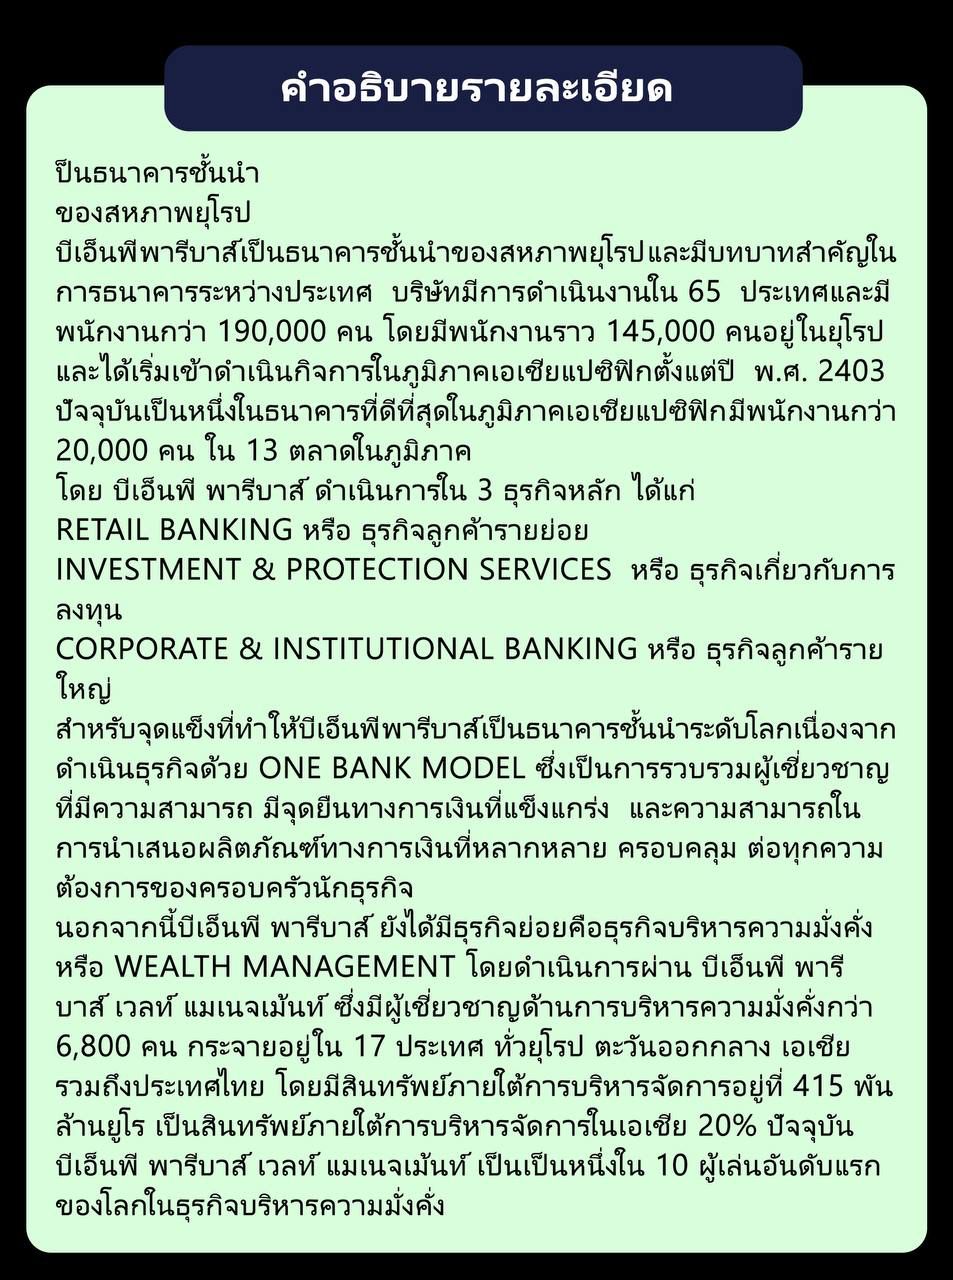 คำอธิบายรายละเอียด
ป็นธนาคารชั้นนำ
ของสหภาพยุโรป
บีเอ็นพีพารีบาส์เป็นธนาคารชั้นนำของสหภาพยุโรปและมีบทบาทสำคัญใน
การธนาคารระหว่างประเทศ บริษัทมีการดำเนินงานใน 65 ประเทศและมี
พนักงานกว่า 190,000 คน โดยมีพนักงานราว 145,000 คนอยู่ในยุโรป
และได้เริ่มเข้าดำเนินกิจการในภูมิภาคเอเชียแปซิฟิกตั้งแต่ปี พ.ศ. 2403
ปัจจุบันเป็นหนึ่งในธนาคารที่ดีที่สุดในภูมิภาคเอเชียแปซิฟิกมีพนักงานกว่า
20,000 คน ใน 13 ตลาดในภูมิภาค
โดย บีเอ็นพี พารีบาส์ ดำเนินการใน 3 ธุรกิจหลัก ได้แก่
RETAIL BANKING หรือ ธุรกิจลูกค้ารายย่อย
INVESTMENT & PROTECTION SERVICES หรือ ธุรกิจเกี่ยวกับการ
ลงทุน
CORPORATE & INSTITUTIONAL BANKING หรือ ธุรกิจลูกค้าราย
ใหญ่
สำหรับจุดแข็งที่ทำให้บีเอ็นพีพารีบาส์เป็นธนาคารชั้นนำระดับโลกเนื่องจาก
ดำเนินธุรกิจด้วย ONE BANK MODEL ซึ่งเป็นการรวบรวมผู้เชี่ยวชาญ
ที่มีความสามารถ มีจุดยืนทางการเงินที่แข็งแกร่ง และความสามารถใน
การนำเสนอผลิตภัณฑ์ทางการเงินที่หลากหลาย ครอบคลุม ต่อทุกความ
ต้องการของครอบครัวนักธุรกิจ
นอกจากนี้บีเอ็นพี พารีบาส์ ยังได้มีธุรกิจย่อยคือธุรกิจบริหารความมั่งคั่ง
หรือ WEALTH MANAGEMENT โดยดำเนินการผ่าน บีเอ็นพี พารี
บาส์ เวลท์ แมเนจเม้นท์ ซึ่งมีผู้เชี่ยวชาญด้านการบริหารความมั่งคั่งกว่า
6,800 คน กระจายอยู่ใน 17 ประเทศ ทั่วยุโรป ตะวันออกกลาง เอเชีย
รวมถึงประเทศไทย โดยมีสินทรัพย์ภายใต้การบริหารจัดการอยู่ที่ 415 พัน
ล้านยูโร เป็นสินทรัพย์ภายใต้การบริหารจัดการในเอเชีย 20% ปัจจุบัน
บีเอ็นพี พารีบาส์ เวลท์ แมเนจเม้นท์ เป็นเป็นหนึ่งใน 10 ผู้เล่นอันดับแรก
ของโลกในธุรกิจบริหารความมั่งคั่ง